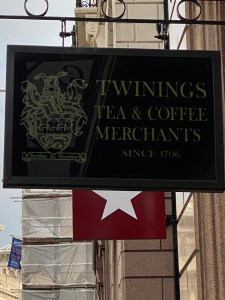 TWININGS
TEA & COFFEE
MERCHANTS
SINCE 1706